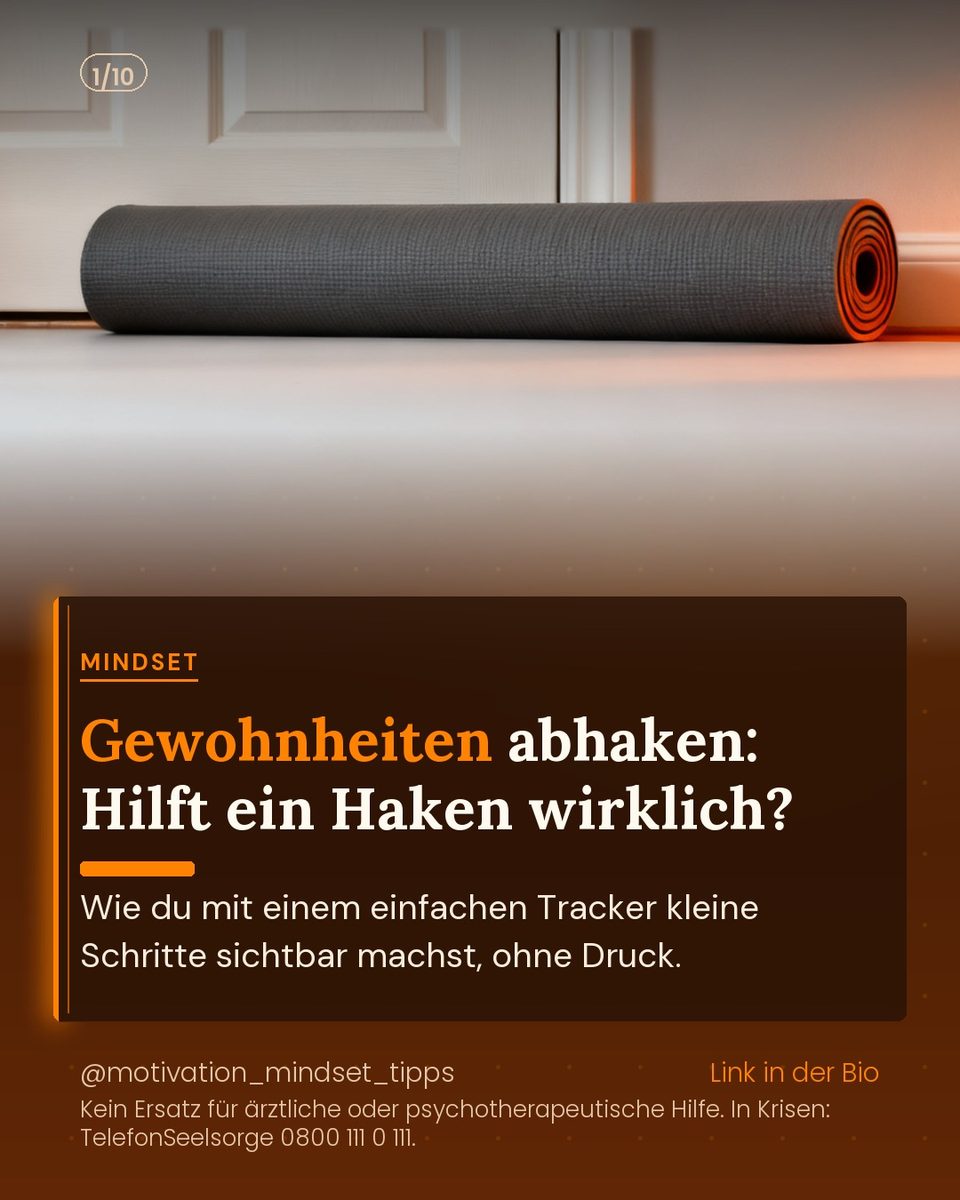 1/10
MINDSET
Gewohnheiten abhaken:
Hilft ein Haken wirklich?
Wie du mit einem einfachen Tracker kleine
Schritte sichtbar machst, ohne Druck.
@motivation_mindset_tipps
Link in der Bio
Kein Ersatz für ärztliche oder psychotherapeutische Hilfe. In Krisen:
TelefonSeelsorge 0800 111 0 111.